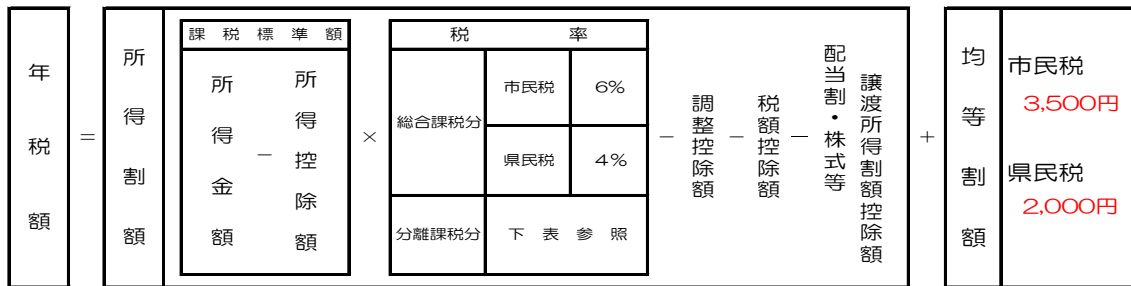 年税額
=
所得割額
課税標準額
所得金額
－
所得控除額
×
税率
総合課税分
市民税
6%
県民税
4%
分離課税分
下表参照
－
調整控除額
－
税額控除額
－
配当割・株式等
譲渡所得割額控除額
+
均等割額
市民税
3,500円
県民税
2,000円